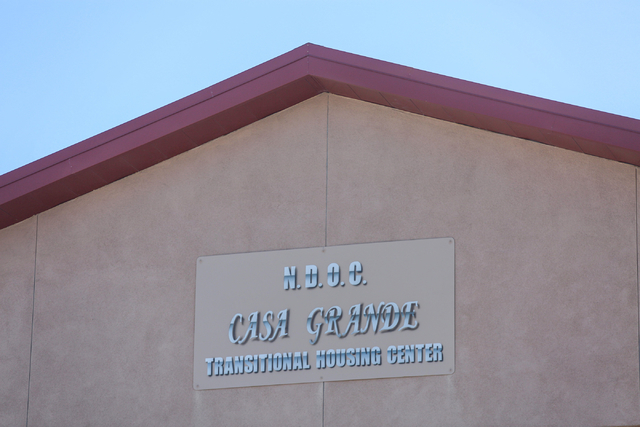 N.D.O.C.
CASA GRANDE
TRANSITIONAL HOUSING CENTER